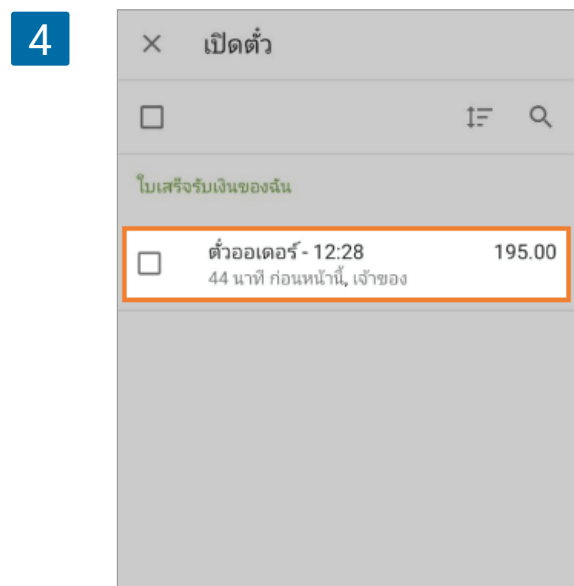 4
เปิดตั๋ว
ใบเสร็จรับเงินของฉัน
ตั๋วออเดอร์ - 12:28 195.00
44 นาที ก่อนหน้านี้, เจ้าของ